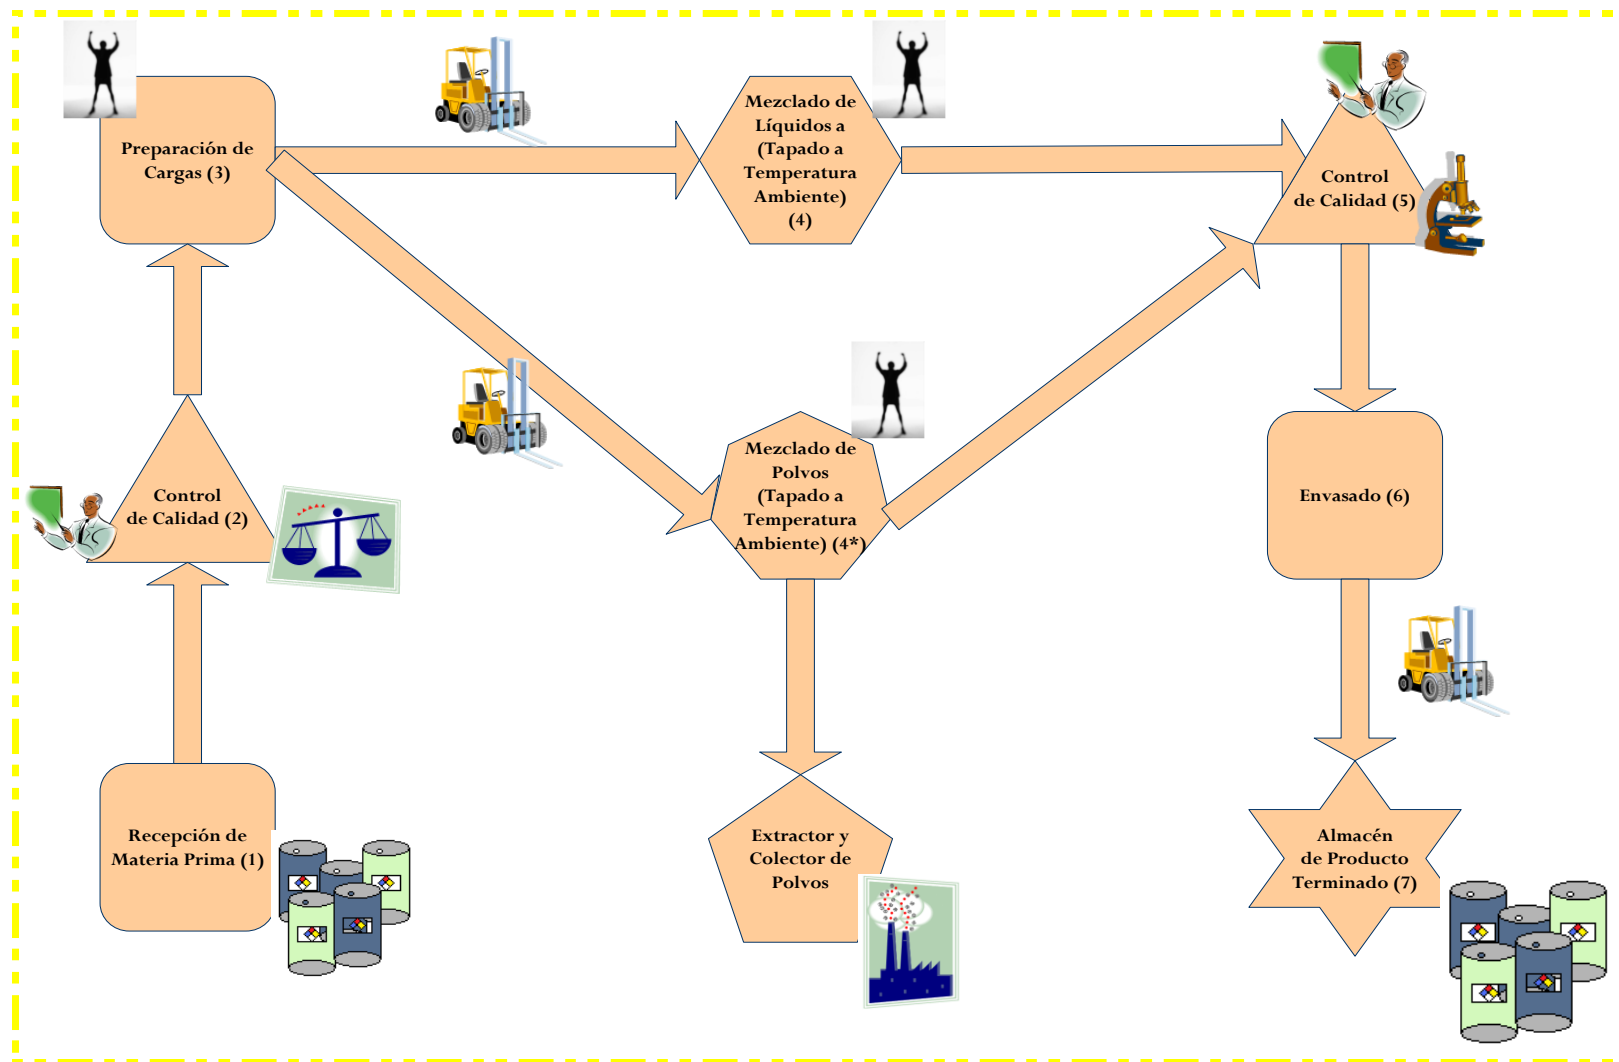 Preparación de
Cargas (3)
Mezclado de
Líquidos a
(Tapado a
Temperatura
Ambiente)
(4)
Control
de Calidad (5)
Control
de Calidad (2)
Mezclado de
Polvos
(Tapado a
Temperatura
Ambiente) (4*)
Envasado (6)
Recepción de
Materia Prima (1)
Extractor y
Colector de
Polvos
Almacén
de Producto
Terminado (7)